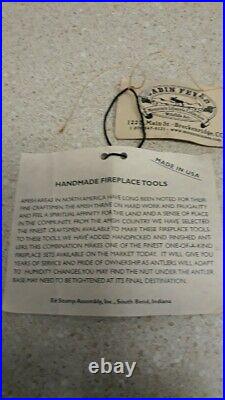 CABIN FEVER
122 S. Main St - Breckenridge, CO
MADE IN USA
HANDMADE FIREPLACE TOOLS
AMISH AREAS IN NORTH AMERICA HAVE LONG BEEN NOTED FOR THEIR
FINE CRAFTSMEN. THE AMISH THRIVE ON HARD WORK AND FRUGALITY
AND FEEL A SPIRITUAL AFFINITY FOR THE LAND AND A SENSE OF PLACE
IN THE COMMUNITY. FROM THE AMISH COUNTRY WE HAVE SELECTED
THE FINEST CRAFTSMEN AVAILABLE TO MAKE THESE FIREPLACE TOOLS.
TO THESE TOOLS, WE HAVE ADDED HANDPICKED AND FINISHED ANT-
LERS. THIS COMBINATION MAKES ONE OF THE FINEST ONE-OF-A-KIND
FIREPLACE SETS AVAILABLE ON THE MARKET TODAY. IT WILL GIVE YOU
YEARS OF SERVICE AND PRIDE OF OWNERSHIP. AS ANTLERS WILL ADAPT
TO HUMIDITY CHANGES, YOU MAY FIND THE NUT UNDER THE ANTLER
BASE MAY NEED TO BE TIGHTENED AT ITS FINAL DESTINATION.
Ed Stump Assembly, Inc., South Bend, Indiana